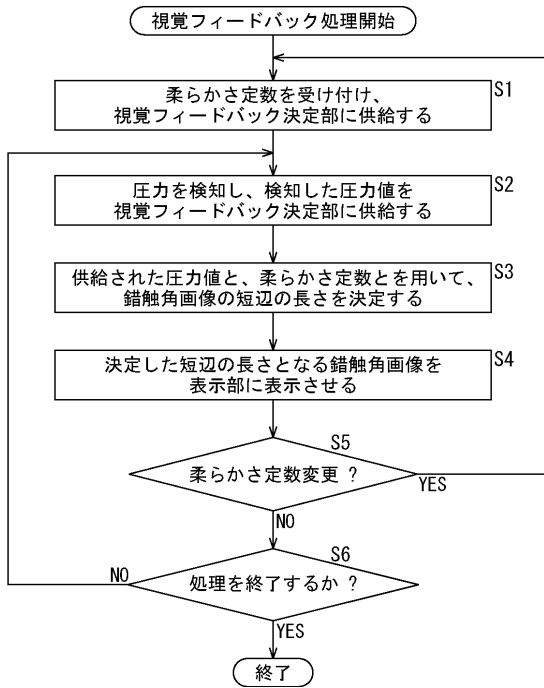 視覚フィードバック処理開始
柔らかさ定数を受け付け、
視覚フィードバック決定部に供給する
S1
圧力を検知し、検知した圧力値を
視覚フィードバック決定部に供給する
S2
供給された圧力値と、柔らかさ定数とを用いて、
錯触角画像の短辺の長さを決定する
S3
決定した短辺の長さとなる錯触角画像を
表示部に表示させる
S4
S5
柔らかさ定数変更 ?
YES
NO
S6
処理を終了するか ?
NO
YES
終了